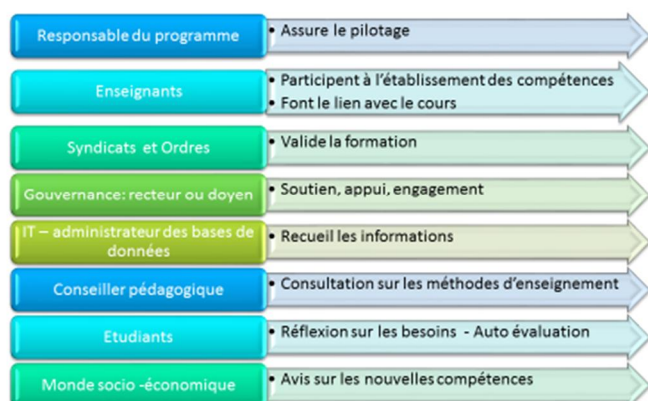 Responsable du programme
• Assure le pilotage
Enseignants
• Participent à l'établissement des compétences
• Font le lien avec le cours
Syndicats et Ordres
• Valide la formation
Gouvernance: recteur ou doyen
• Soutien, appui, engagement
IT – administrateur des bases de
données
• Recueil les informations
Conseiller pédagogique
• Consultation sur les méthodes d'enseignement
Etudiants
• Réflexion sur les besoins - Auto évaluation
Monde socio -économique
• Avis sur les nouvelles compétences